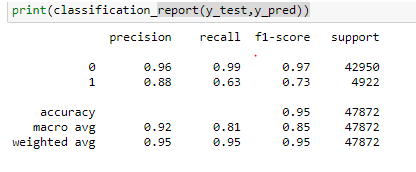 print(classification_report(y_test,y_pred))
precision recall f1-score support
0 0.96 0.99 0.97 42950
1 0.88 0.63 0.73 4922
accuracy 0.95 47872
macro avg 0.92 0.81 0.85 47872
weighted avg 0.95 0.95 0.95 47872